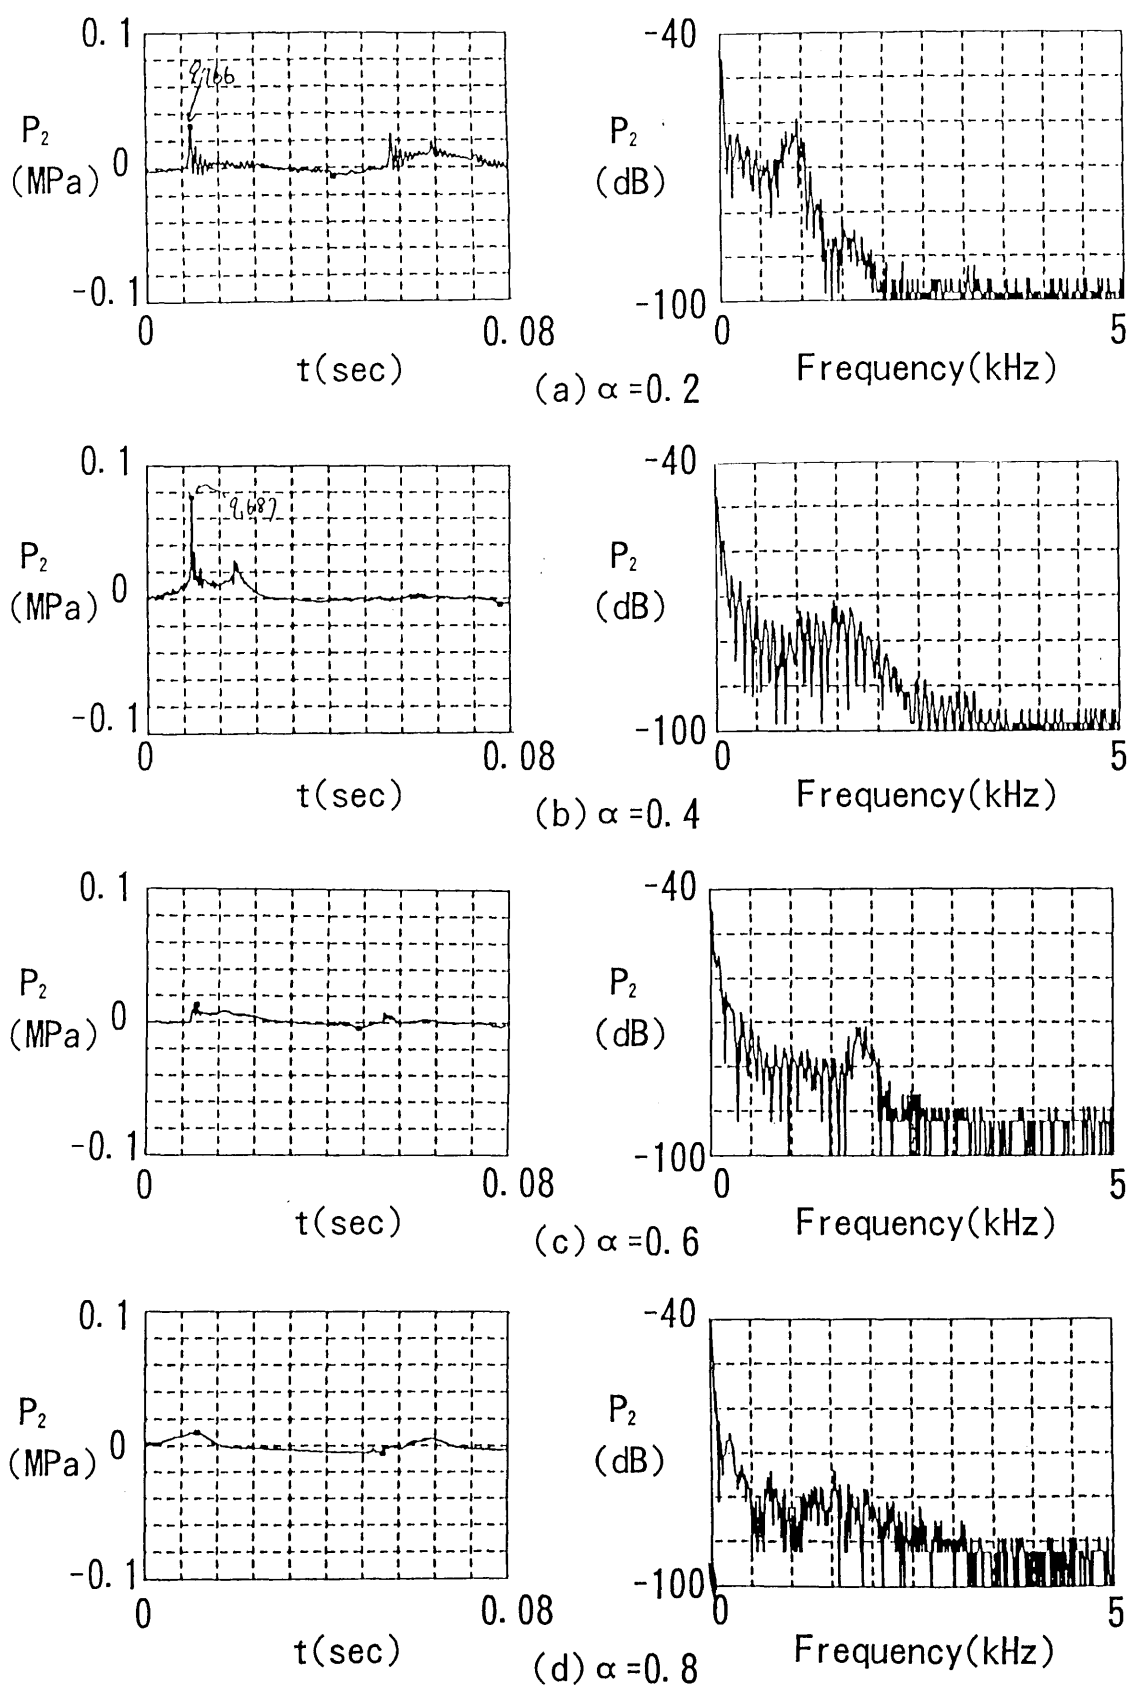 0.1
P₂
(MPa)
0
-0.1
0
0.08
t(sec)
-40
P₂
(dB)
-100
0
5
Frequency(kHz)
(a) α=0.2
0.1
P₂
(MPa)
0
-0.1
0
0.08
t(sec)
-40
P₂
(dB)
-100
0
5
Frequency(kHz)
(b) α=0.4
0.1
P₂
(MPa)
0
-0.1
0
0.08
t(sec)
-40
P₂
(dB)
-100
0
5
Frequency(kHz)
(c) α=0.6
0.1
P₂
(MPa)
0
-0.1
0
0.08
t(sec)
-40
P₂
(dB)
-100
0
5
Frequency(kHz)
(d) α=0.8